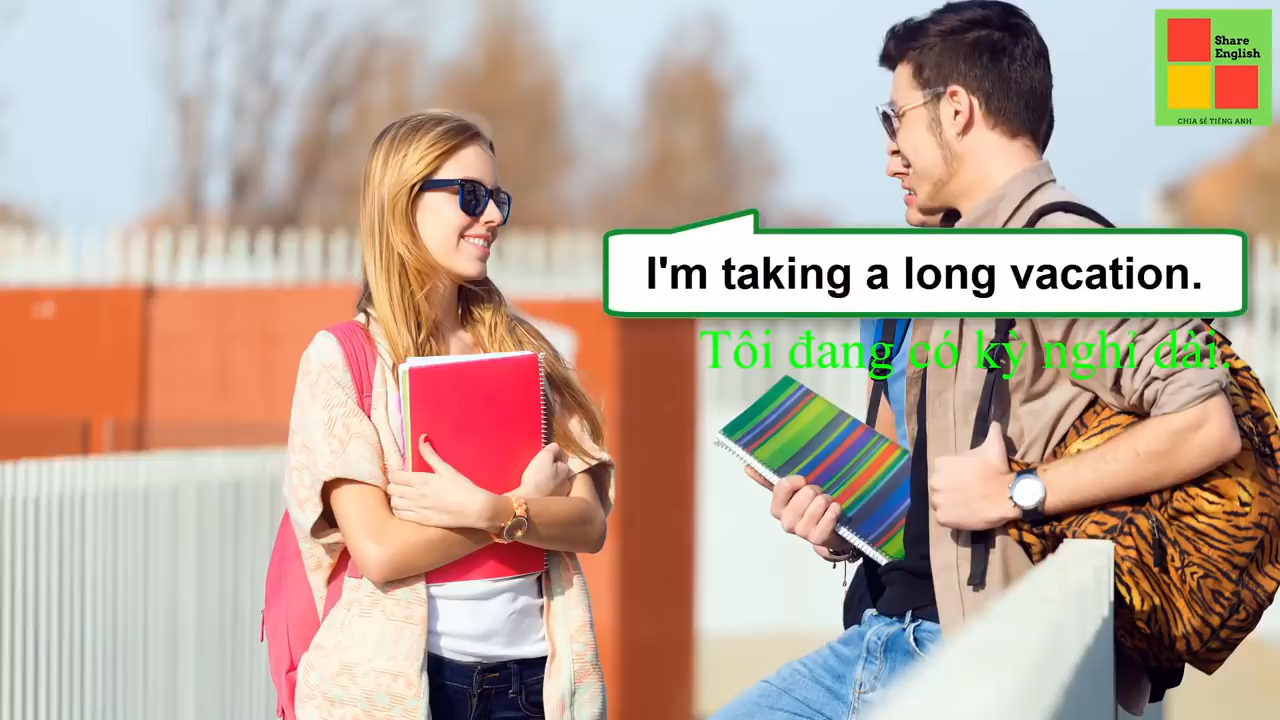 Share
English
CHIA SẺ TIẾNG ANH
I'm taking a long vacation.
Tôi đang có kỳ nghỉ dài.